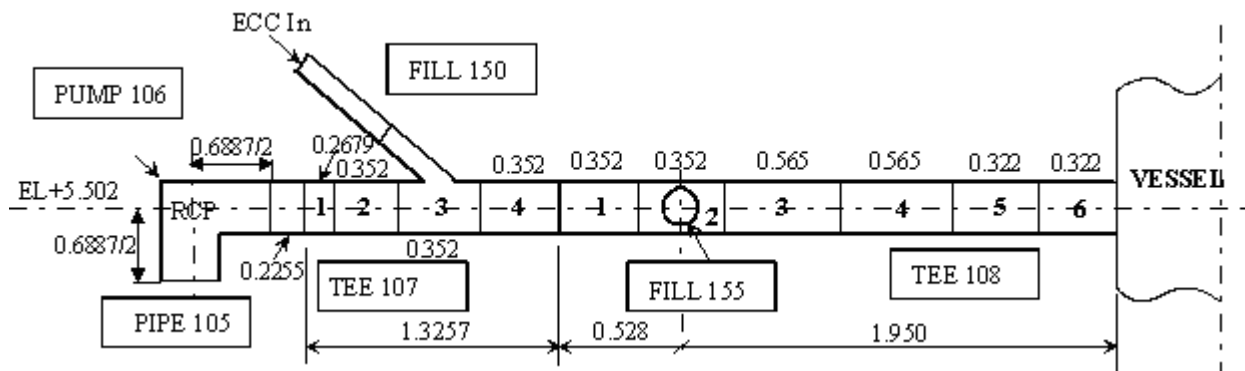 ECC In
FILL 150
PUMP 106
0.6887/2
0.2679
0.352
0.352
0.352
0.352
0.565
0.565
0.322
0.322
EL+5.502
RCP
1
2
3
4
1
2
3
4
5
6
VESSEL
0.6887/2
0.2255
0.352
TEE 107
FILL 155
TEE 108
PIPE 105
1.3257
0.528
1.950